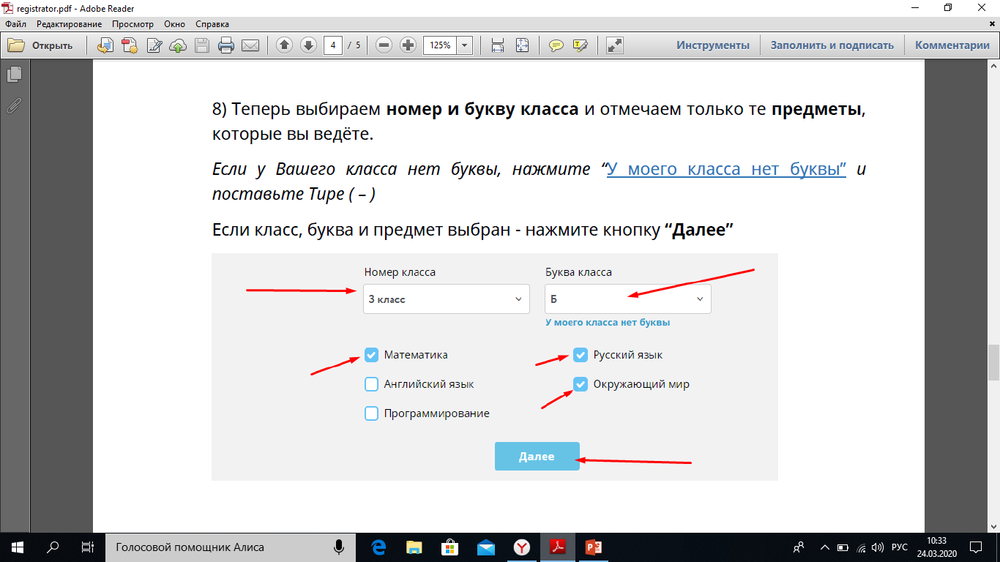 registrator.pdf - Adobe Reader
Файл Редактирование Просмотр Окно Справка
Открыть 4 / 5 125% Инструменты Заполнить и подписать Комментарии
8) Теперь выбираем номер и букву класса и отмечаем только те предметы,
которые вы ведёте.
Если у Вашего класса нет буквы, нажмите “У моего класса нет буквы” и
поставьте Тире ( – )
Если класс, буква и предмет выбран - нажмите кнопку “Далее”
Номер класса Буква класса
3 класс Б
У моего класса нет буквы
Математика Русский язык
Английский язык Окружающий мир
Программирование
Далее
Голосовой помощник Алиса
РУС
10:33
24.03.2020